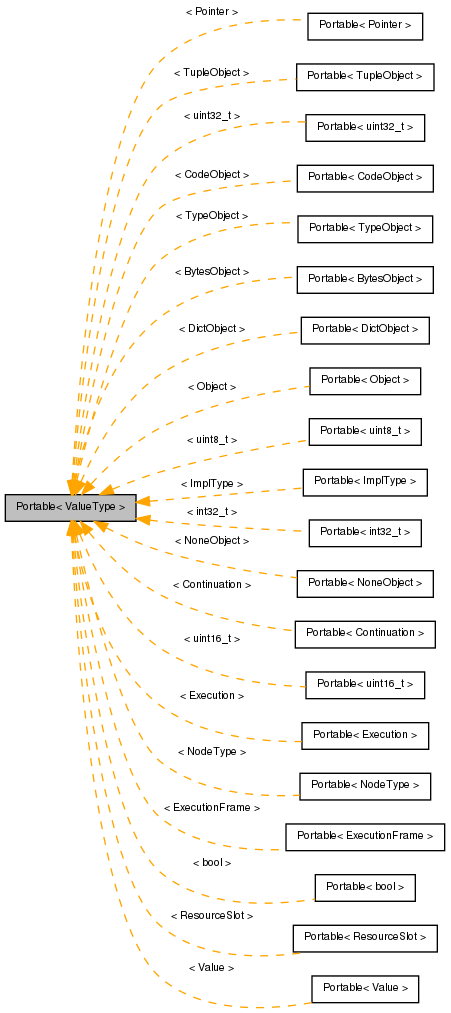 < Pointer >
Portable< Pointer >
< TupleObject >
Portable< TupleObject >
< uint32_t >
Portable< uint32_t >
< CodeObject >
Portable< CodeObject >
< TypeObject >
Portable< TypeObject >
< BytesObject >
Portable< BytesObject >
< DictObject >
Portable< DictObject >
< Object >
Portable< Object >
< uint8_t >
Portable< uint8_t >
< ImplType >
Portable< ImplType >
Portable< ValueType >
< int32_t >
Portable< int32_t >
< NoneObject >
Portable< NoneObject >
< Continuation >
Portable< Continuation >
< uint16_t >
Portable< uint16_t >
< Execution >
Portable< Execution >
< NodeType >
Portable< NodeType >
< ExecutionFrame >
Portable< ExecutionFrame >
< bool >
Portable< bool >
< ResourceSlot >
Portable< ResourceSlot >
< Value >
Portable< Value >